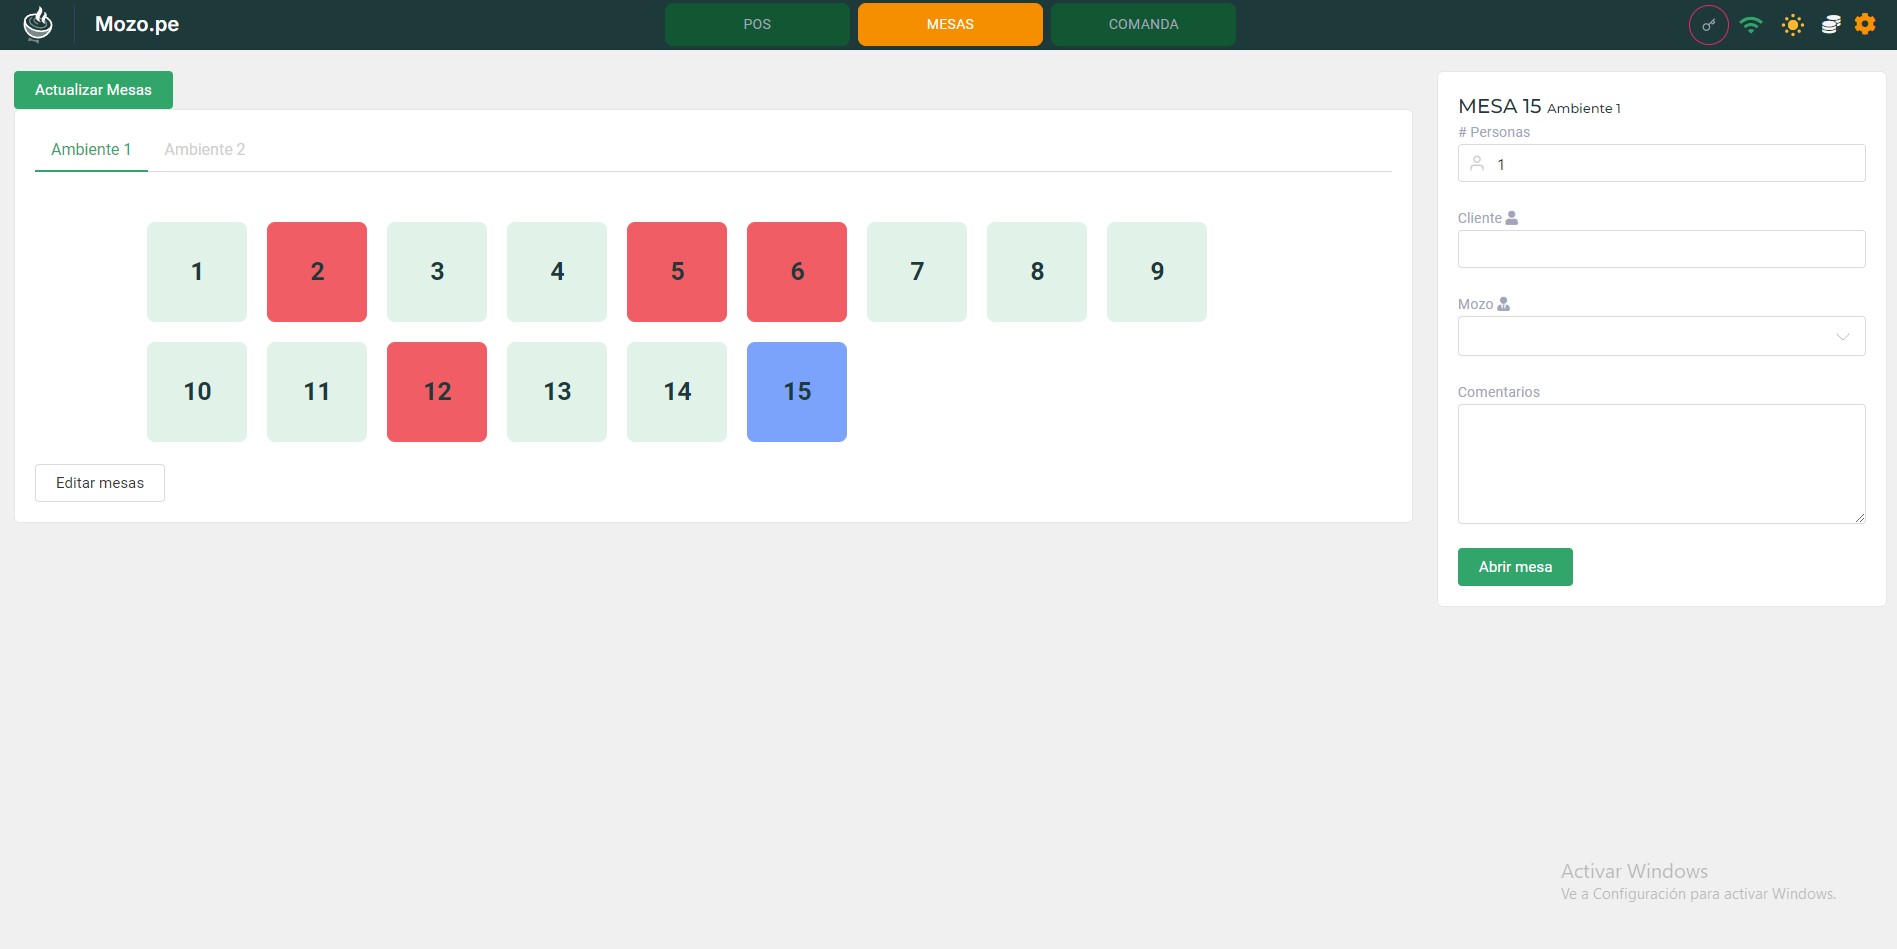 Mozo.pe
POS
MESAS
COMANDA
Actualizar Mesas
Ambiente 1
Ambiente 2
1
2
3
4
5
6
7
8
9
10
11
12
13
14
15
Editar mesas
MESA 15 Ambiente 1
# Personas
1
Cliente
Mozo
Comentarios
Abrir mesa
Activar Windows
Ve a Configuración para activar Windows.